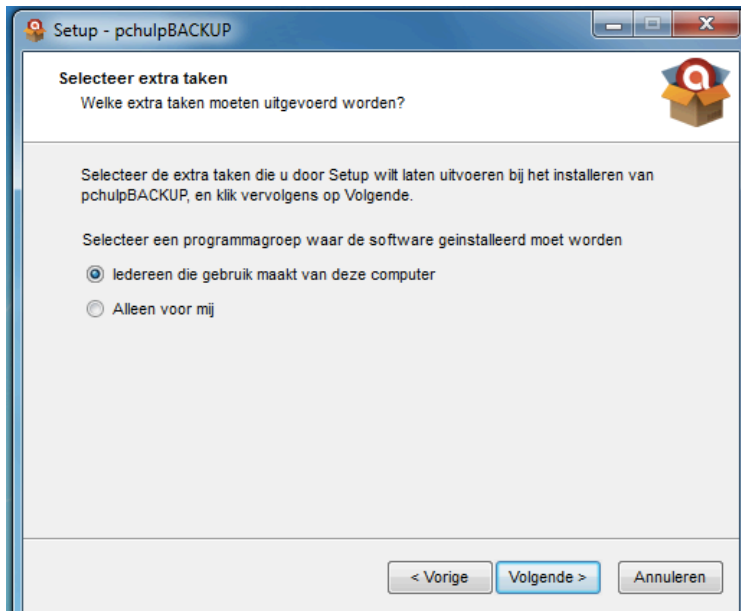 Setup - pchulpBACKUP
Selecteer extra taken
Welke extra taken moeten uitgevoerd worden?
Selecteer de extra taken die u door Setup wilt laten uitvoeren bij het installeren van
pchulpBACKUP, en klik vervolgens op Volgende.
Selecteer een programmagroep waar de software geinstalleerd moet worden
Iedereen die gebruik maakt van deze computer
Alleen voor mij
< Vorige
Volgende >
Annuleren